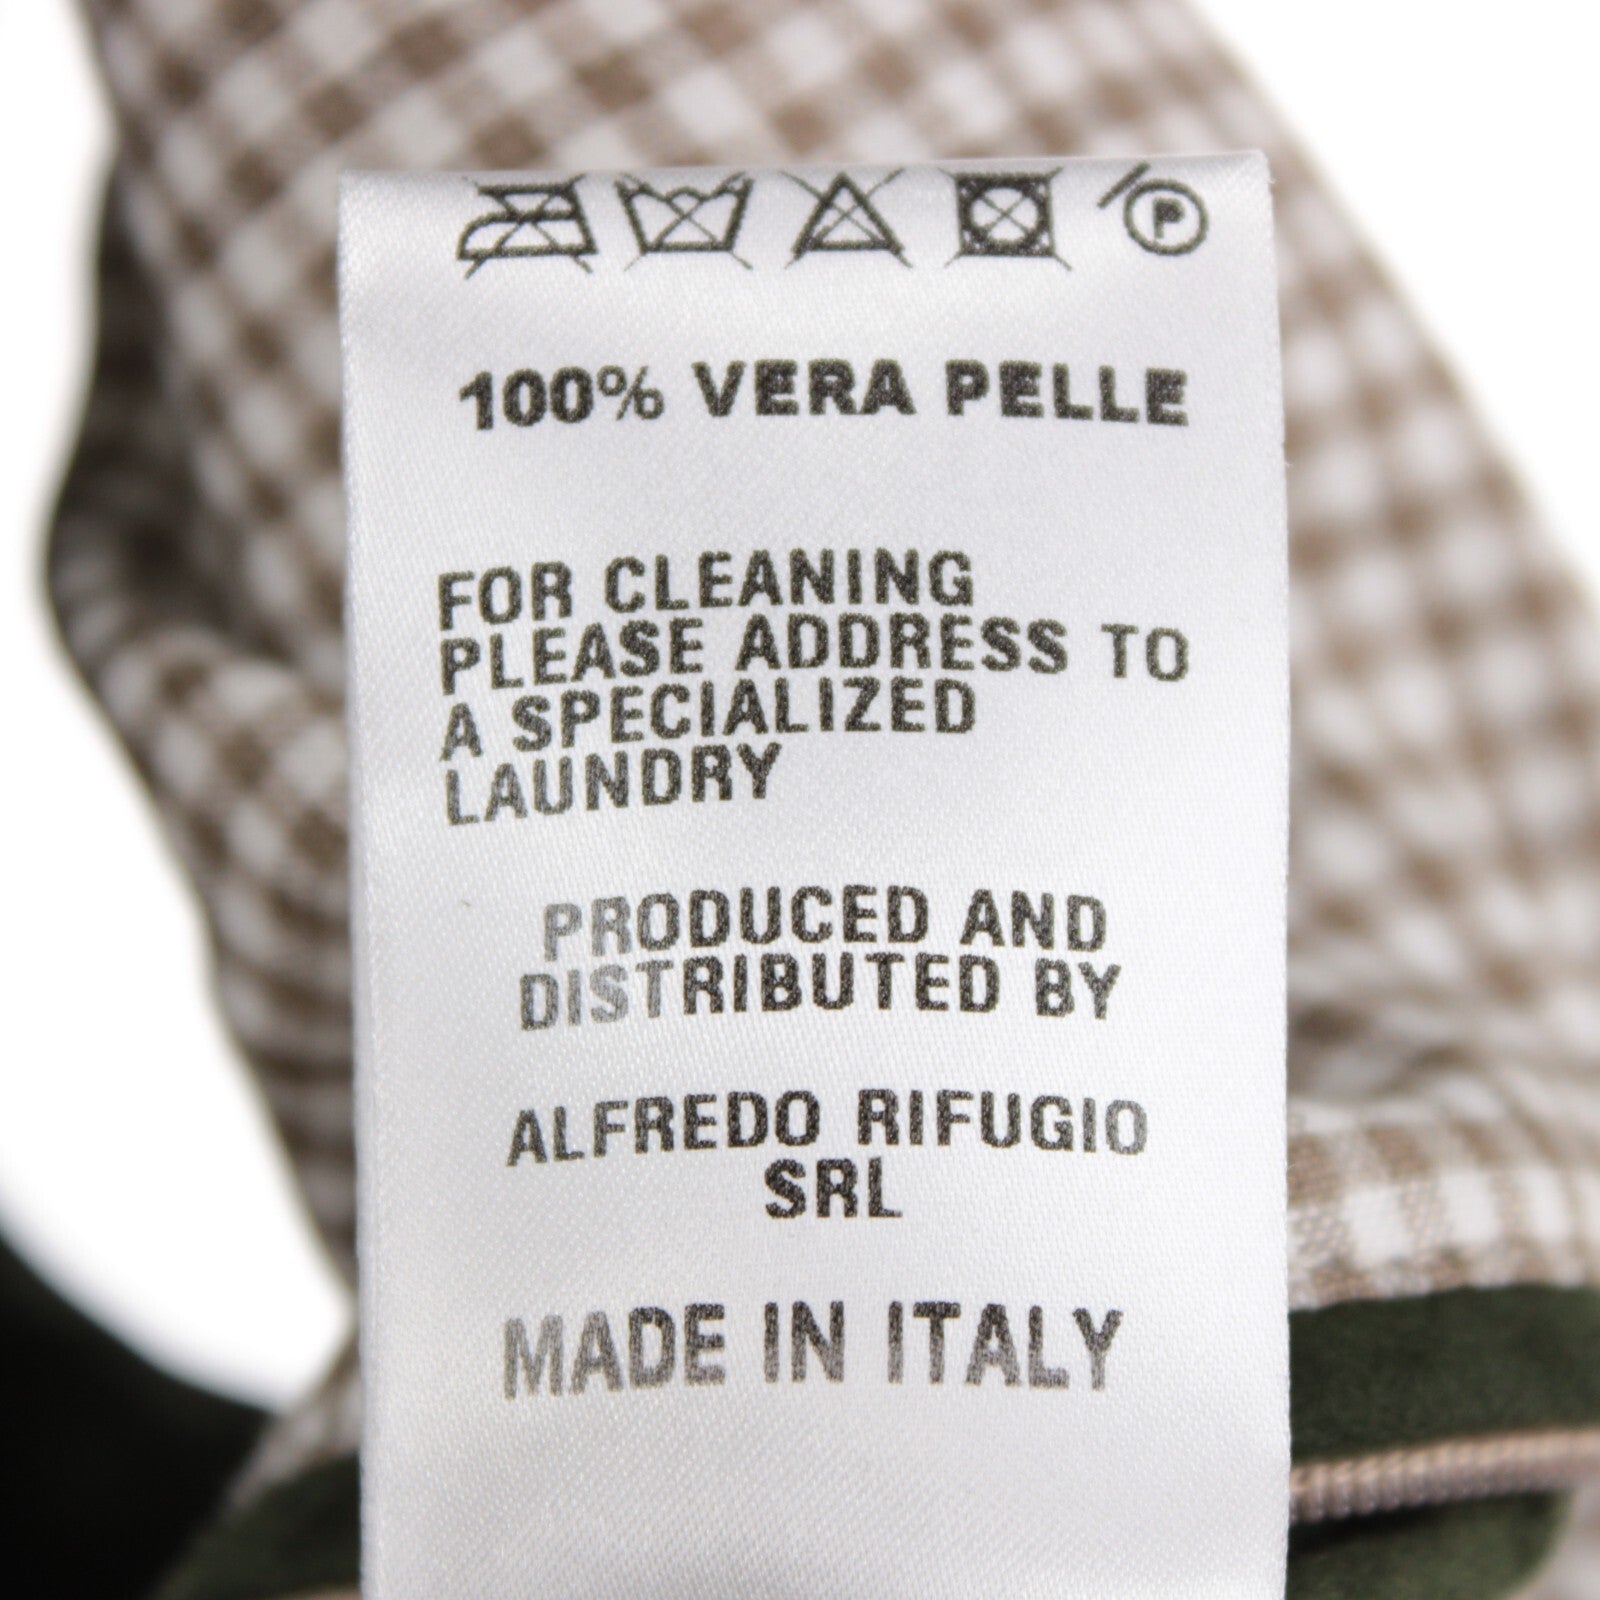 P
100% VERA PELLE
FOR CLEANING
PLEASE ADDRESS TO
A SPECIALIZED
LAUNDRY
PRODUCED AND
DISTRIBUTED BY
ALFREDO RIFUGIO
SRL
MADE IN ITALY